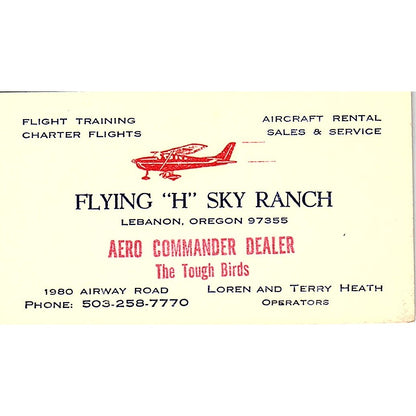 FLIGHT TRAINING
CHARTER FLIGHTS
AIRCRAFT RENTAL
SALES & SERVICE
FLYING "H" SKY RANCH
LEBANON, OREGON 97355
AERO COMMANDER DEALER
The Tough Birds
1980 AIRWAY ROAD
PHONE: 503-258-7770
LOREN AND TERRY HEATH
OPERATORS